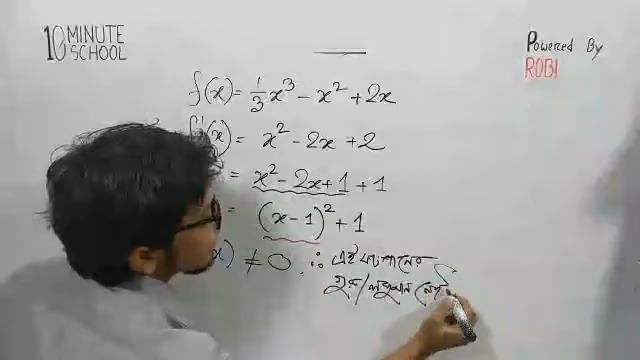 10 MINUTE SCHOOL
Powered By
ROBI
f(x) = 1/3 x³ - x² + 2x
f'(x) = x² - 2x + 2
= x² - 2x + 1 + 1
= (x - 1)² + 1
x) ≠ 0 ∴ এই ফাংশানের
গুরু/লঘুমান নেই